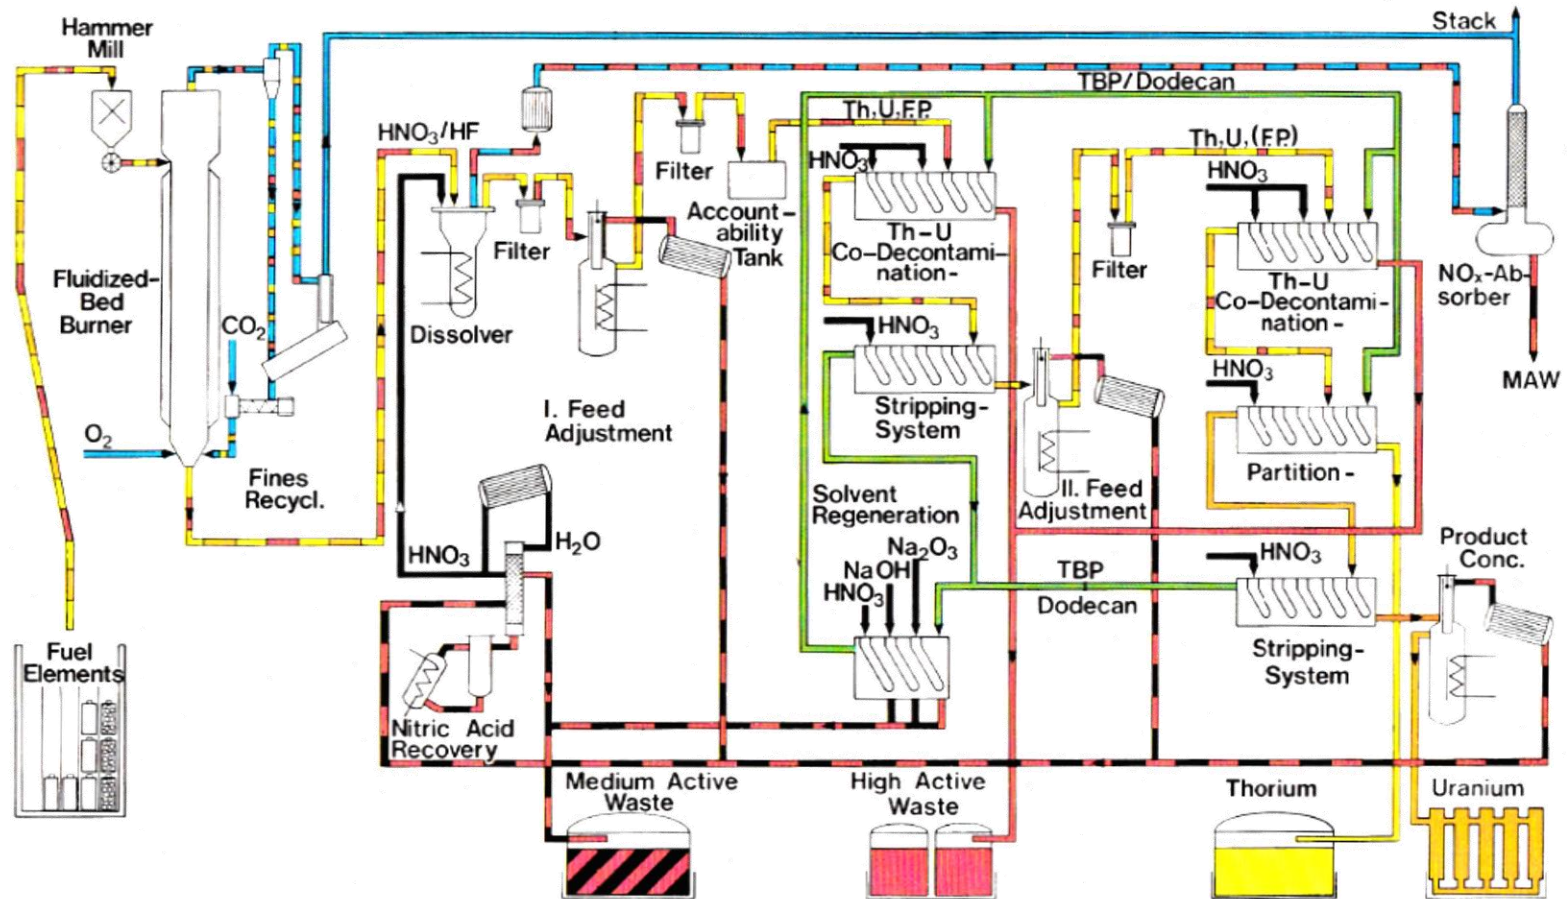 Hammer
Mill
Stack
TBP/Dodecan
HNO₃/HF
Th,U,F.P.
Th,U,(F.P.)
HNO₃
HNO₃
Filter
Account-
ability
Tank
Filter
Th-U
Co-Decontami-
nation-
Filter
Th-U
Co-Decontami-
nation-
NOₓ-Ab-
sorber
Fluidized-
Bed
Burner
CO₂
Dissolver
HNO₃
HNO₃
MAW
O₂
I. Feed
Adjustment
Stripping-
System
Partition-
Fines
Recycl.
Solvent
Regeneration
II. Feed
Adjustment
HNO₃
H₂O
Na₂O₃
NaOH
HNO₃
TBP
Dodecan
HNO₃
Product
Conc.
Fuel
Elements
Stripping-
System
Nitric Acid
Recovery
Medium Active
Waste
High Active
Waste
Thorium
Uranium